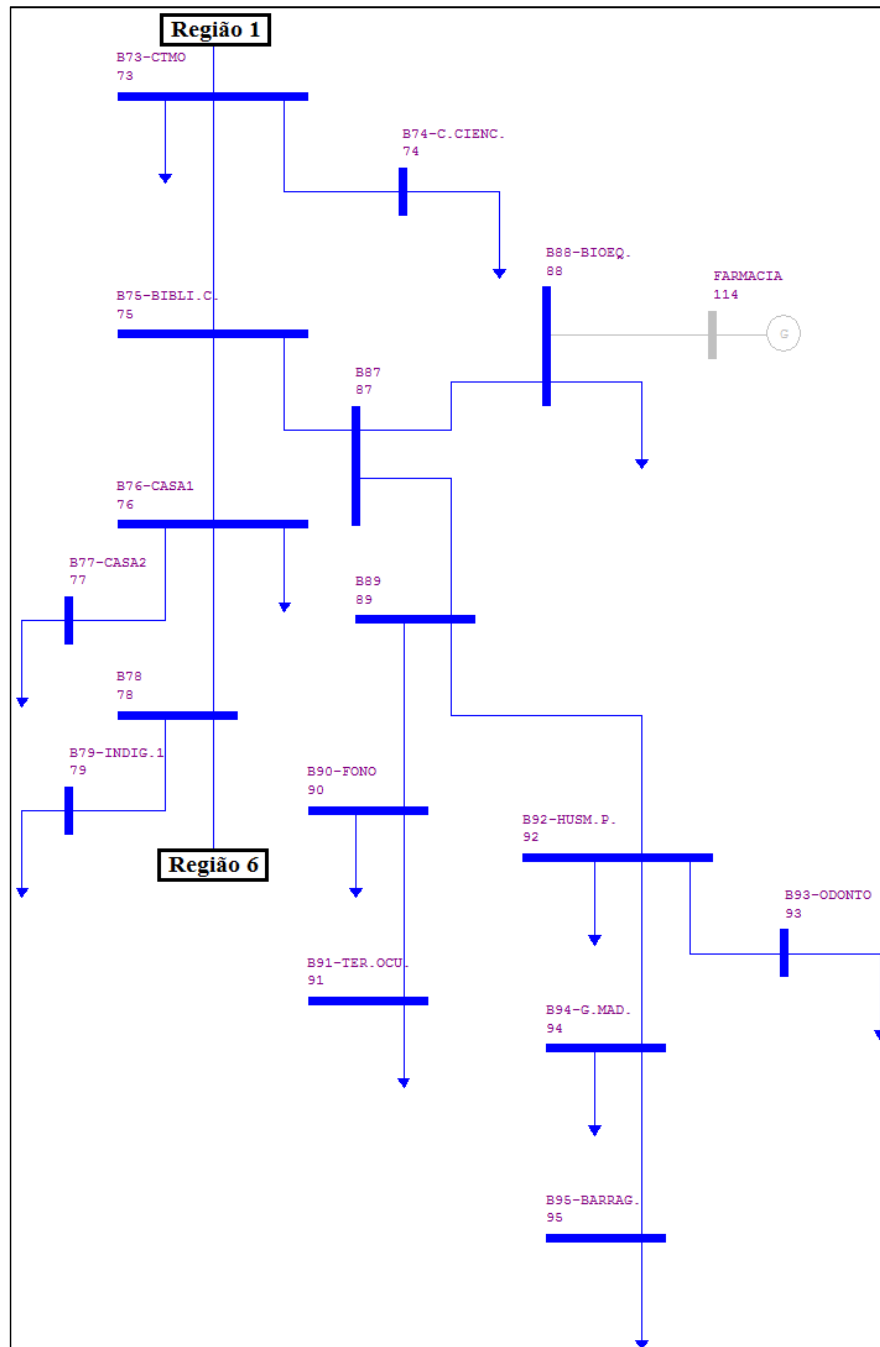 Região 1
B73-CTMO
73
B74-C.CIENC.
74
B88-BIOEQ.
88
FARMACIA
114
G
B75-BIBLI.C.
75
B87
87
B76-CASA1
76
B77-CASA2
77
B89
89
B78
78
B79-INDIG.1
79
B90-FONO
90
B92-HUSM.P.
92
Região 6
B93-ODONTO
93
B91-TER.OCU.
91
B94-G.MAD.
94
B95-BARRAG.
95